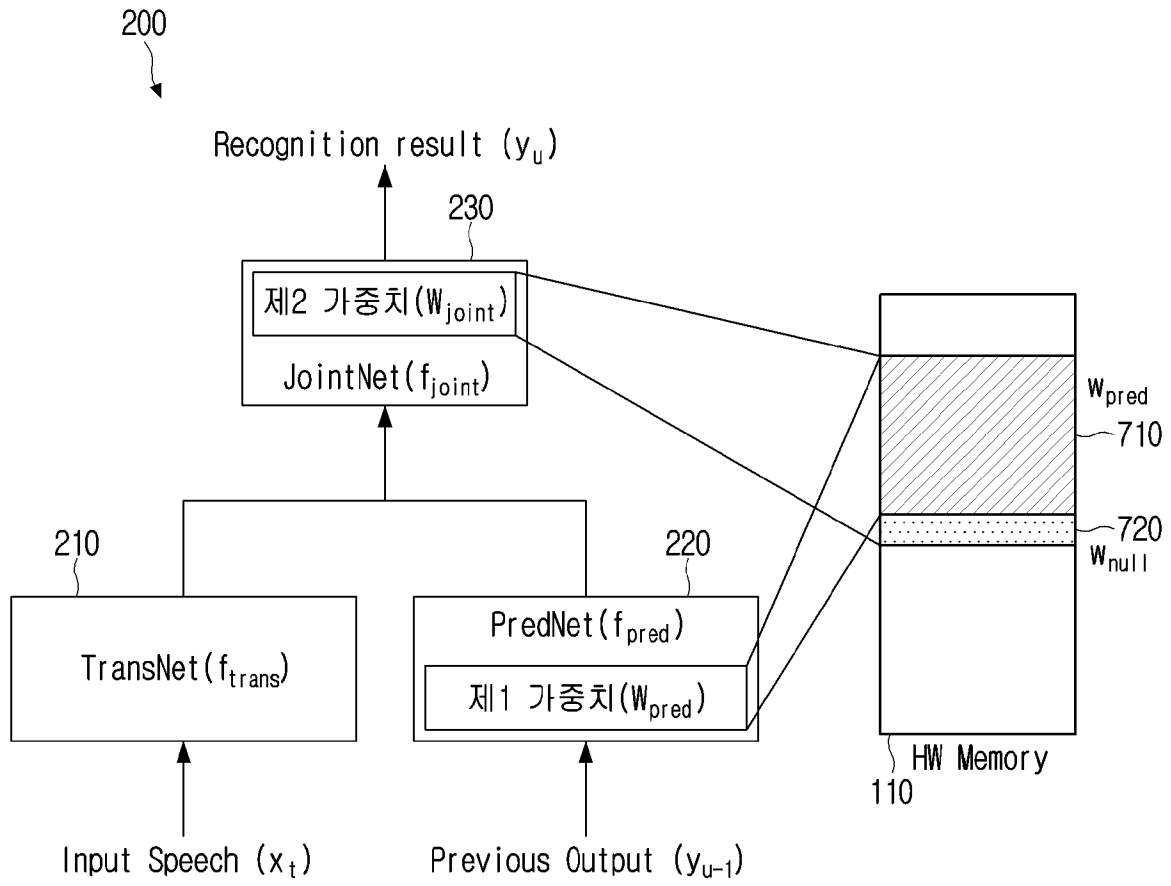 200
Recognition result (y_u)
230
제2 가중치(W_joint)
JointNet(f_joint)
w_pred
710
720
w_null
210
220
TransNet(f_trans)
PredNet(f_pred)
제1 가중치(W_pred)
HW Memory
110
Input Speech (x_t)
Previous Output (y_u-1)